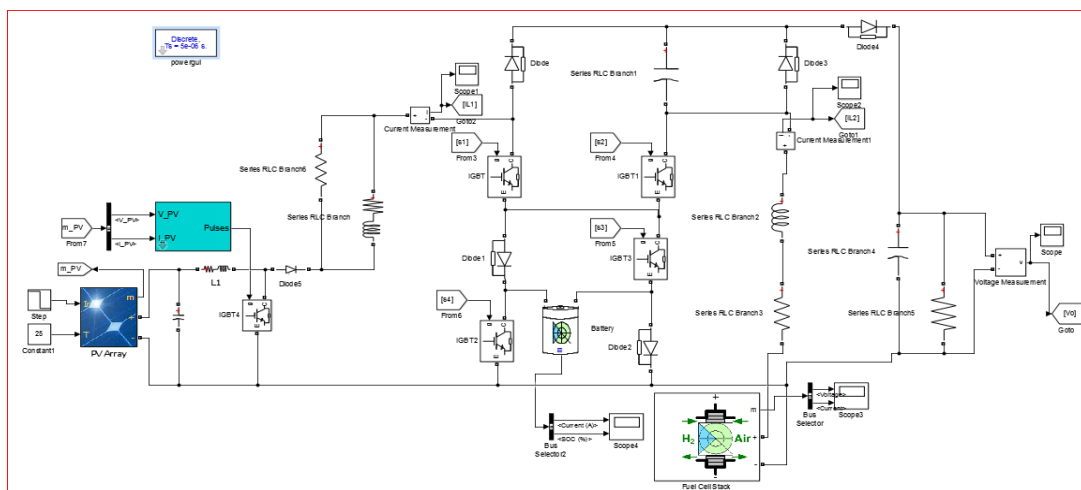 Discrete,
Ts = 5e-06 s.
powergui
Diode
Series RLC Branch1
Diode3
Diode4
Scope1
[IL1]
Goto2
Current Measurement
Scope2
[IL2]
Goto1
Current Measurement1
Series RLC Branch6
[61]
From3
IGBT
g
C
E
[62]
From4
IGBT1
g
C
E
Series RLC Branch
Series RLC Branch2
m_PV
From7
<V_PV>
<I_PV>
V_PV
I_PV
Pulses
[63]
From5
IGBT3
g
C
E
Diode1
Series RLC Branch4
Scope
Voltage Measurement
v
m_PV
L1
Diode5
[64]
From6
IGBT2
g
C
E
Battery
Diode2
Series RLC Branch3
Series RLC Branch5
[Vo]
Goto
Step
Ir
T
m
+
-
25
Constant1
PV Array
IGBT4
g
C
E
<Current (A)>
<SOC (%)>
Bus
Selector2
Scope4
+
H2
Air
m
+
-
Fuel Cell Stack
<Voltage>
<Current>
Bus
Selector
Scope3